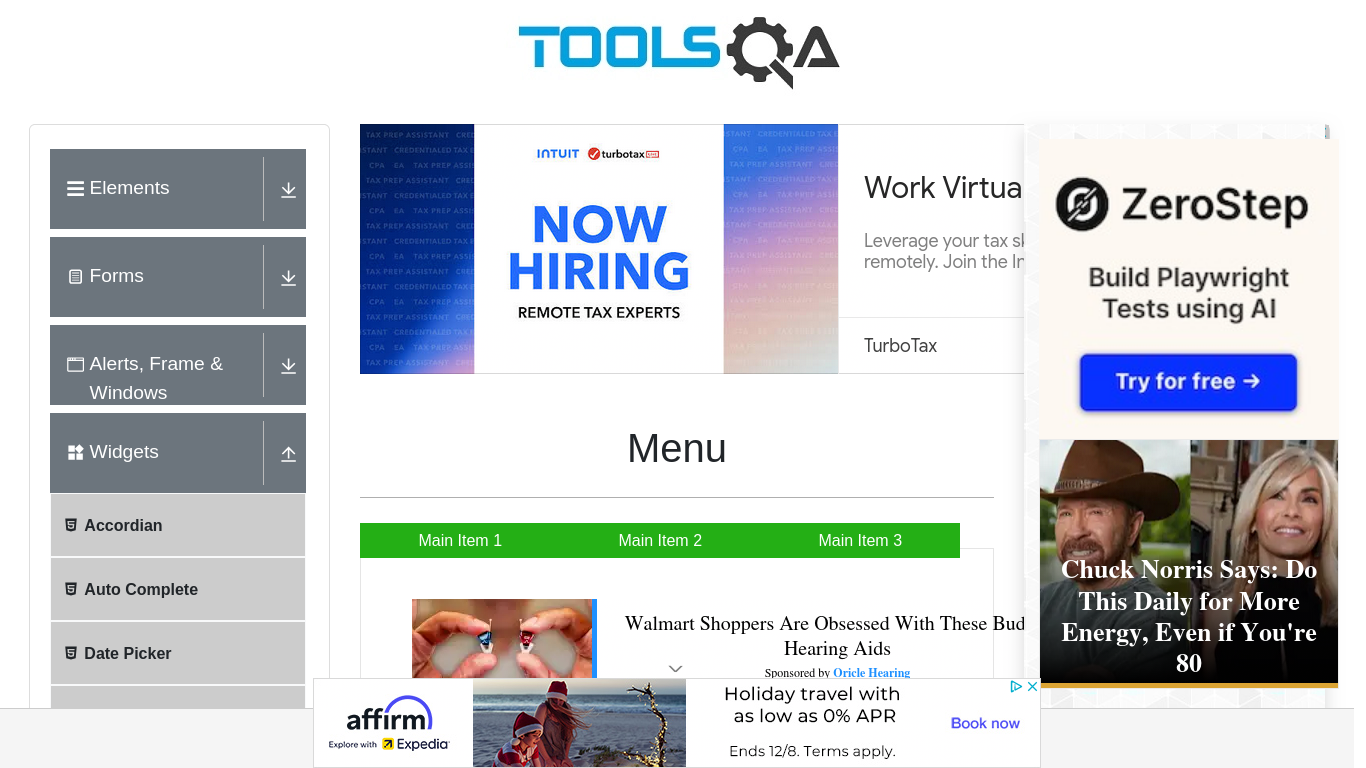 TOOLSQA
Elements
Forms
Alerts, Frame &
Windows
Widgets
Accordian
Auto Complete
Date Picker
INTUIT turbotax
NOW
HIRING
REMOTE TAX EXPERTS
Work Virtua
Leverage your tax sk
remotely. Join the In
TurboTax
ZeroStep
Build Playwright
Tests using AI
Try for free →
Chuck Norris Says: Do
This Daily for More
Energy, Even if You're
80
Menu
Main Item 1
Main Item 2
Main Item 3
Walmart Shoppers Are Obsessed With These Bud
Hearing Aids
Sponsored by Oricle Hearing
affirm
Explore with Expedia
Holiday travel with
as low as 0% APR
Ends 12/8. Terms apply.
Book now